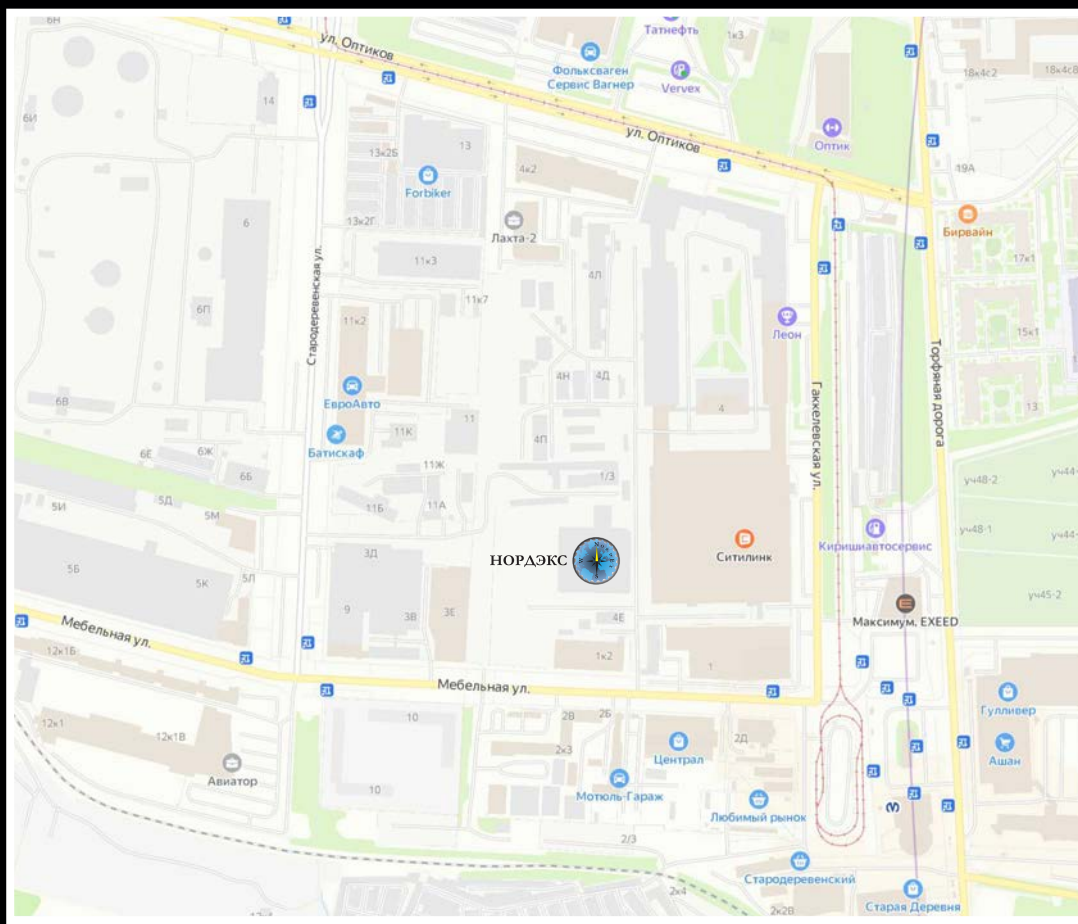 6Н
ул. Оптиков
Татнефть
1к3
18к4с2
18к4с8
14
6И
Фольксваген
Сервис Вагнер
Vervex
ул. Оптиков
Оптик
13
13к2Б
Forbiker
4к2
19А
6
13к2Г
Лахта-2
Бирвайн
Стародеревенская ул.
11к3
4Л
17к1
11к7
6П
11к2
Леон
15к1
Торфяная дорога
ЕвроАвто
4Н
4Д
Гаккелевская ул.
6В
4
13
Батискаф
11К
11
4П
6Е
6Ж
11Ж
1/3
6Б
уч48-2
уч44-
5И
5Д
5М
11Б
11А
уч48-1
уч44-
Киришиавтосервис
Ситилинк
НОРДЭКС
N
W
S
3Д
5Б
5К
5Л
уч45-2
9
3В
3Е
4Е
Максимум, EXEED
Мебельная ул.
12к1Б
1к2
1
Мебельная ул.
12к1
10
2В
2Б
Гулливер
12к1В
2к3
Централ
2Д
Авиатор
Ашан
10
Мотюль-Гараж
Любимый рынок
2/3
Стародеревенский
2к4
2к2В
Старая Деревня